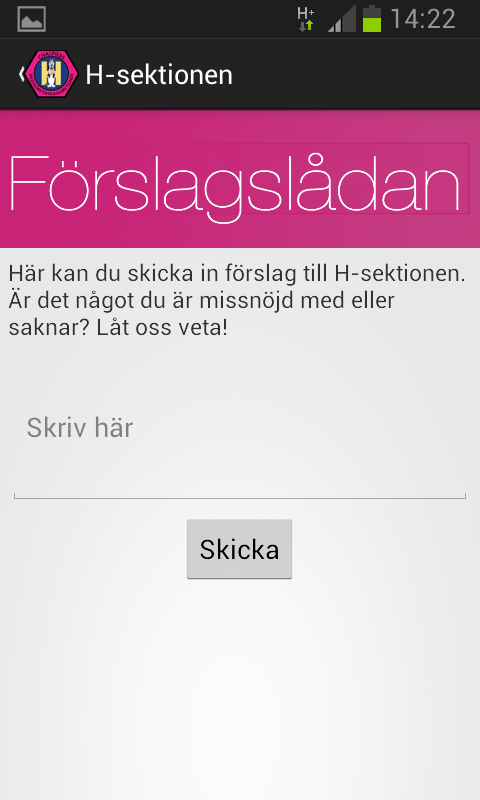 H+
14:22
H
H-sektionen
Förslagslådan
Här kan du skicka in förslag till H-sektionen.
Är det något du är missnöjd med eller
saknar? Låt oss veta!
Skriv här
Skicka